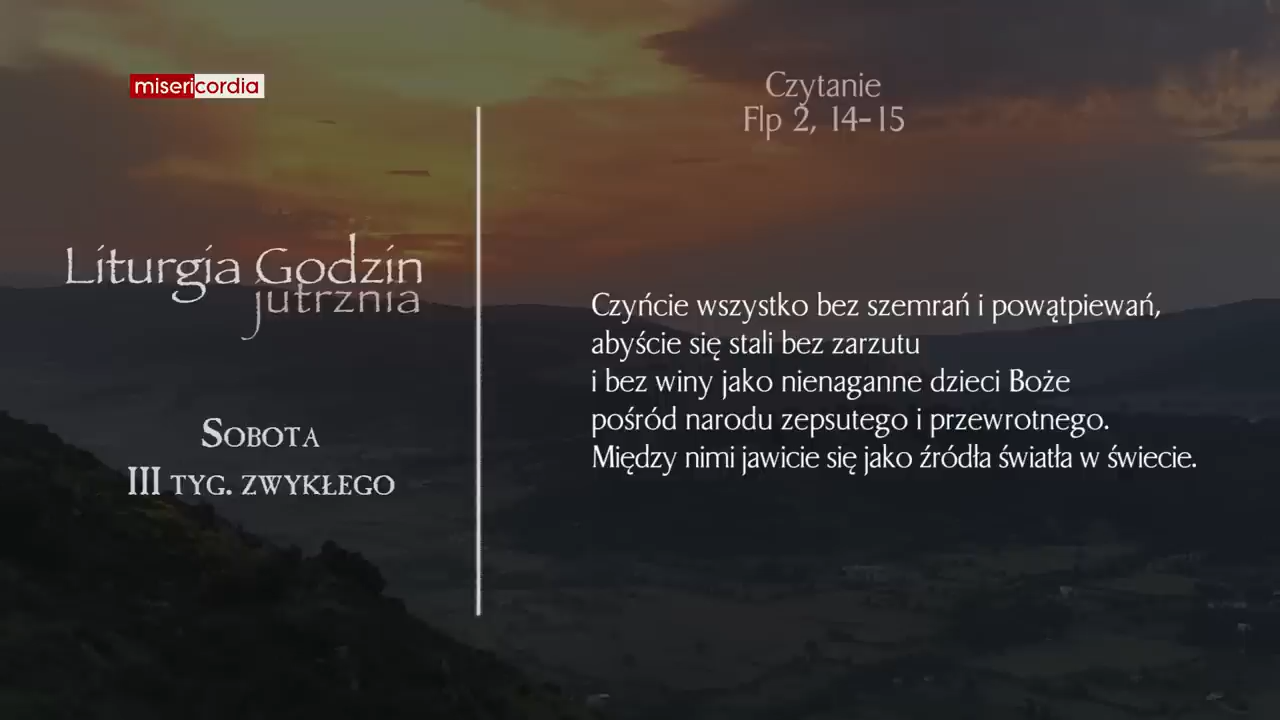 misericordia
Liturgia Godzin
jutrznia
Sobota
III tyg. zwykłego
Czytanie
Flp 2, 14-15
Czyńcie wszystko bez szemrań i powątpiewań,
abyście się stali bez zarzutu
i bez winy jako nienaganne dzieci Boże
pośród narodu zepsutego i przewrotnego.
Między nimi jawicie się jako źródła światła w świecie.